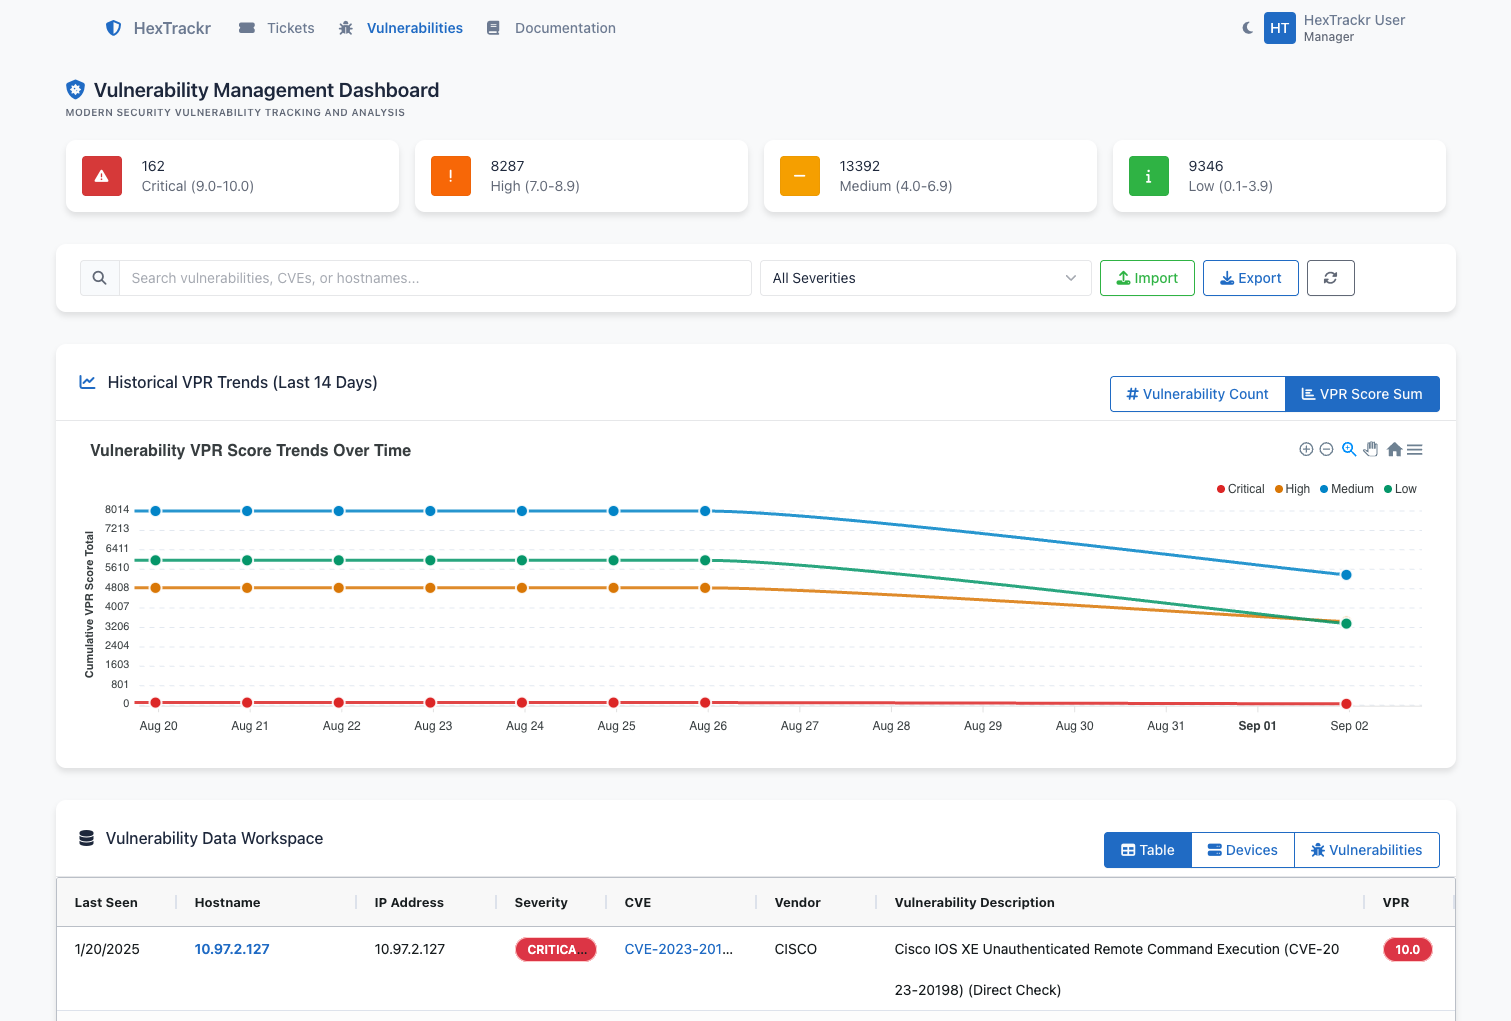 HexTrackr Tickets Vulnerabilities Documentation HT HexTrackr User
Manager
Vulnerability Management Dashboard
MODERN SECURITY VULNERABILITY TRACKING AND ANALYSIS
162
Critical (9.0-10.0)
8287
High (7.0-8.9)
13392
Medium (4.0-6.9)
9346
Low (0.1-3.9)
Search vulnerabilities, CVEs, or hostnames... All Severities Import Export
Historical VPR Trends (Last 14 Days)
# Vulnerability Count VPR Score Sum
Vulnerability VPR Score Trends Over Time
Critical High Medium Low
Cumulative VPR Score Total
8014
7213
6411
5610
4808
4007
3206
2404
1603
801
0
Aug 20 Aug 21 Aug 22 Aug 23 Aug 24 Aug 25 Aug 26 Aug 27 Aug 28 Aug 29 Aug 30 Aug 31 Sep 01 Sep 02
Vulnerability Data Workspace
Table Devices Vulnerabilities
Last Seen Hostname IP Address Severity CVE Vendor Vulnerability Description VPR
1/20/2025 10.97.2.127 10.97.2.127 CRITICA... CVE-2023-201... CISCO Cisco IOS XE Unauthenticated Remote Command Execution (CVE-20 10.0
23-20198) (Direct Check)